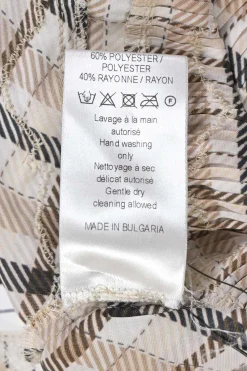 60% POLYESTER/
POLYESTER
40% RAYONNE/RAYON
Lavage à la main
autorisé
Hand washing
only
Nettoyage a sec
délicat autorisé
Gentle dry
cleaning allowed
MADE IN BULGARIA